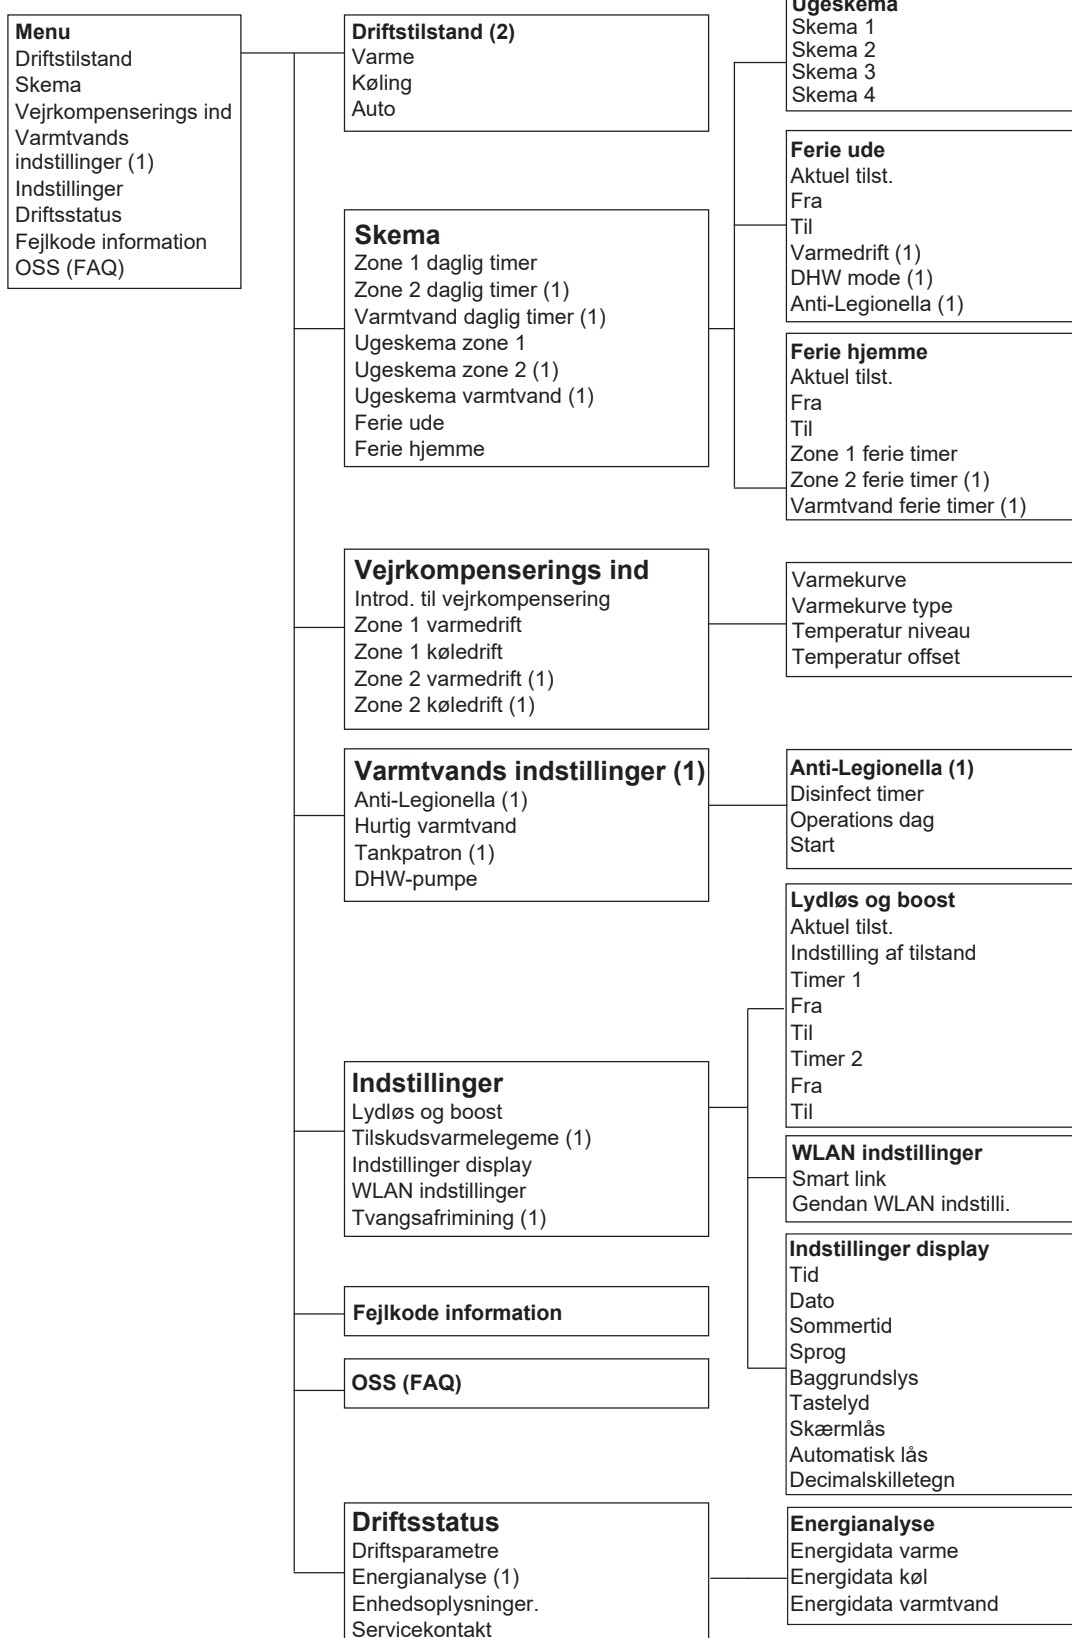 Menu
Driftstilstand
Skema
Vejrkompenserings ind
Varmtvands
indstillinger (1)
Indstillinger
Driftsstatus
Fejlkode information
OSS (FAQ)
Driftstilstand (2)
Varme
Køling
Auto
Skema
Zone 1 daglig timer
Zone 2 daglig timer (1)
Varmtvand daglig timer (1)
Ugeskema zone 1
Ugeskema zone 2 (1)
Ugeskema varmtvand (1)
Ferie ude
Ferie hjemme
Ugeskema
Skema 1
Skema 2
Skema 3
Skema 4
Ferie ude
Aktuel tilst.
Fra
Til
Varmedrift (1)
DHW mode (1)
Anti-Legionella (1)
Ferie hjemme
Aktuel tilst.
Fra
Til
Zone 1 ferie timer
Zone 2 ferie timer (1)
Varmtvand ferie timer (1)
Vejrkompenserings ind
Introd. til vejrkompensering
Zone 1 varmedrift
Zone 1 køledrift
Zone 2 varmedrift (1)
Zone 2 køledrift (1)
Varmekurve
Varmekurve type
Temperatur niveau
Temperatur offset
Varmtvands indstillinger (1)
Anti-Legionella (1)
Hurtig varmtvand
Tankpatron (1)
DHW-pumpe
Anti-Legionella (1)
Disinfect timer
Operations dag
Start
Indstillinger
Lydløs og boost
Tilskudsvarmelegeme (1)
Indstillinger display
WLAN indstillinger
Tvangsafrimining (1)
Lydløs og boost
Aktuel tilst.
Indstilling af tilstand
Timer 1
Fra
Til
Timer 2
Fra
Til
WLAN indstillinger
Smart link
Gendan WLAN indstilli.
Indstillinger display
Tid
Dato
Sommertid
Sprog
Baggrundslys
Tastelyd
Skærmlås
Automatisk lås
Decimalskilletegn
Fejlkode information
OSS (FAQ)
Driftsstatus
Driftsparametre
Energianalyse (1)
Enhedsoplysninger.
Servicekontakt
Energianalyse
Energidata varme
Energidata køl
Energidata varmtvand